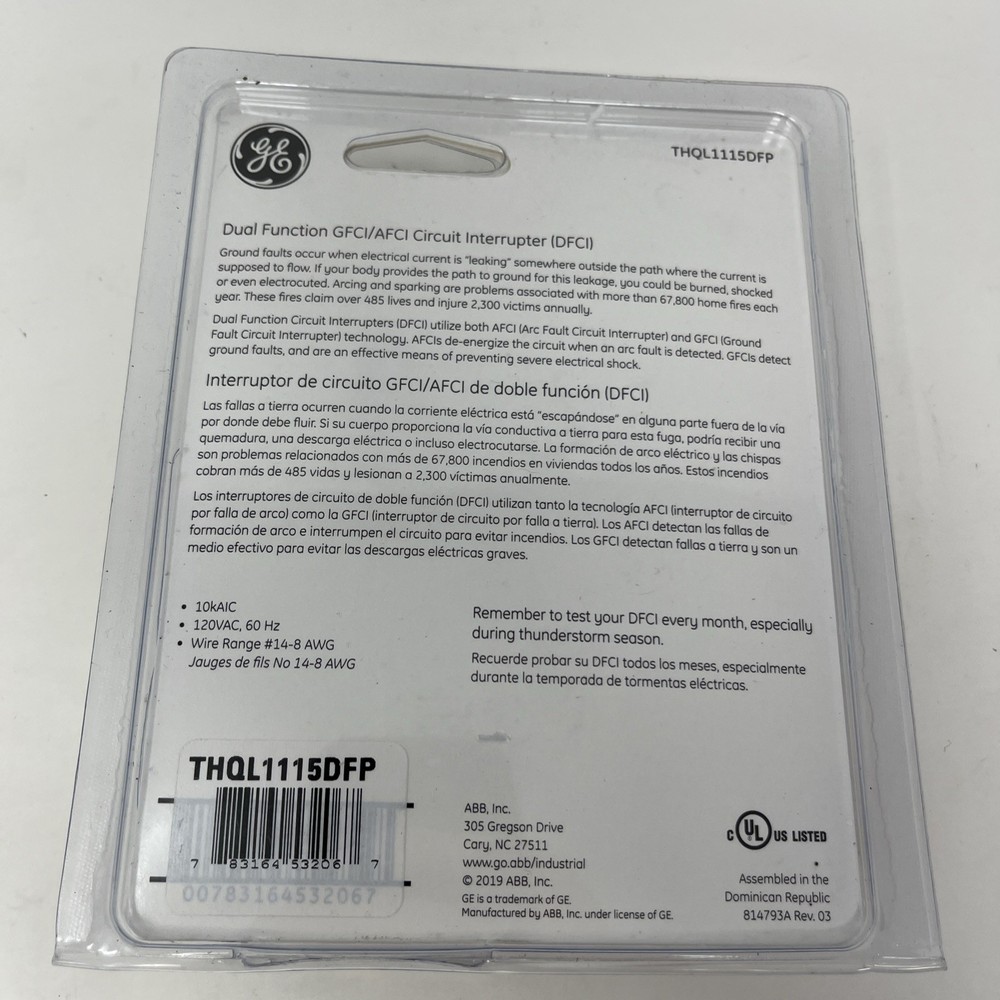 GE
THQL1115DFP
Dual Function GFCI/AFCI Circuit Interrupter (DFCI)
Ground faults occur when electrical current is "leaking" somewhere outside the path where the current is
supposed to flow. If your body provides the path to ground for this leakage, you could be burned, shocked
or even electrocuted. Arcing and sparking are problems associated with more than 67,800 home fires each
year. These fires claim over 485 lives and injure 2,300 victims annually.
Dual Function Circuit Interrupters (DFCI) utilize both AFCI (Arc Fault Circuit Interrupter) and GFCI (Ground
Fault Circuit Interrupter) technology. AFCIs de-energize the circuit when an arc fault is detected. GFCIs detect
ground faults, and are an effective means of preventing severe electrical shock.
Interruptor de circuito GFCI/AFCI de doble función (DFCI)
Las fallas a tierra ocurren cuando la corriente eléctrica está "escapándose" en alguna parte fuera de la vía
por donde debe fluir. Si su cuerpo proporciona la vía conductiva a tierra para esta fuga, podría recibir una
quemadura, una descarga eléctrica o incluso electrocutarse. La formación de arco eléctrico y las chispas
son problemas relacionados con más de 67,800 incendios en viviendas todos los años. Estos incendios
cobran más de 485 vidas y lesionan a 2,300 víctimas anualmente.
Los interruptores de circuito de doble función (DFCI) utilizan tanto la tecnología AFCI (interruptor de circuito
por falla de arco) como la GFCI (interruptor de circuito por falla a tierra). Los AFCI detectan las fallas de
formación de arco e interrumpen el circuito para evitar incendios. Los GFCI detectan fallas a tierra y son un
medio efectivo para evitar las descargas eléctricas graves.
• 10kAIC
• 120VAC, 60 Hz
• Wire Range #14-8 AWG
Jauges de fils No 14-8 AWG
Remember to test your DFCI every month, especially
during thunderstorm season.
Recuerde probar su DFCI todos los meses, especialmente
durante la temporada de tormentas eléctricas.
THQL1115DFP
7 83164 53206 7
00783164532067
ABB, Inc.
305 Gregson Drive
Cary, NC 27511
www.go.abb/industrial
© 2019 ABB, Inc.
GE is a trademark of GE.
Manufactured by ABB, Inc. under license of GE.
C UL US LISTED
Assembled in the
Dominican Republic
814793A Rev. 03